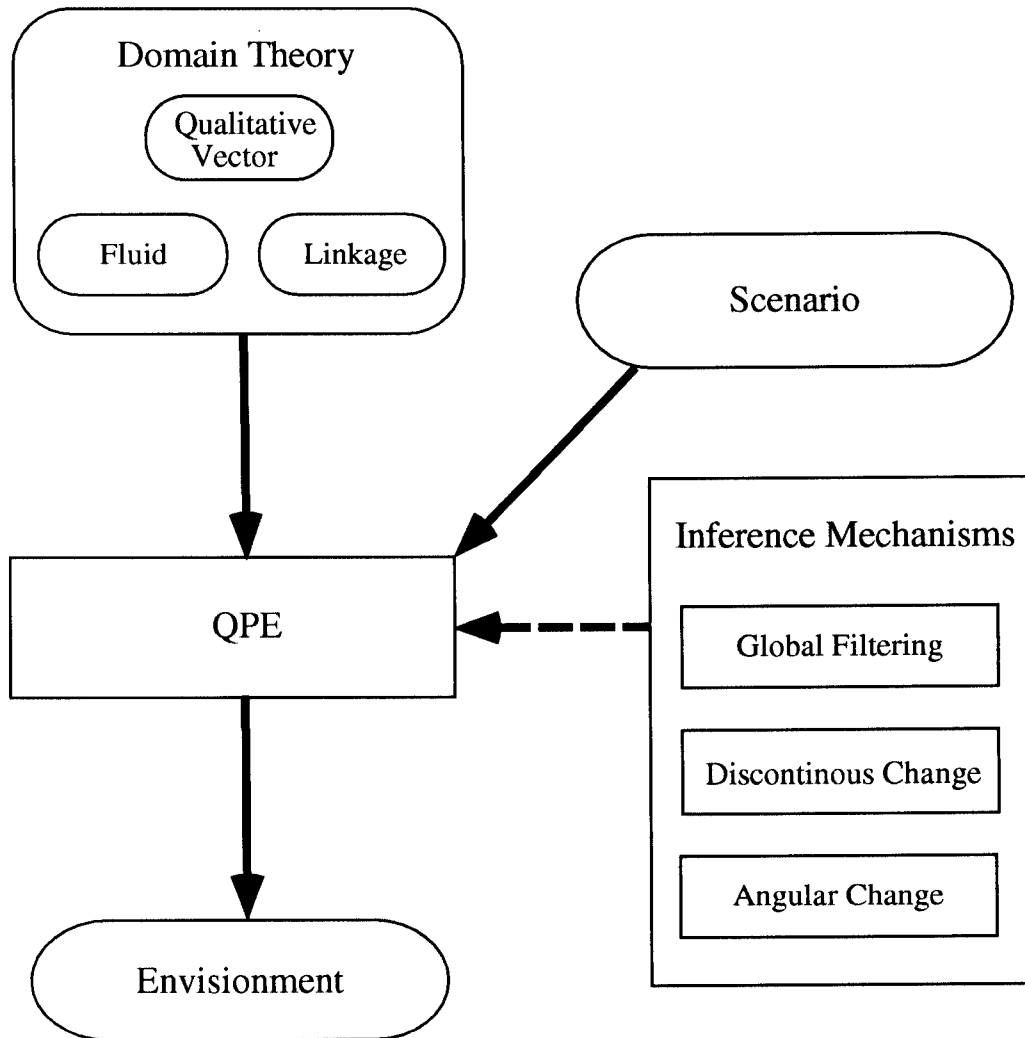 Domain Theory
Qualitative
Vector
Fluid
Linkage
Scenario
Inference Mechanisms
QPE
Global Filtering
Discontinous Change
Angular Change
Envisionment